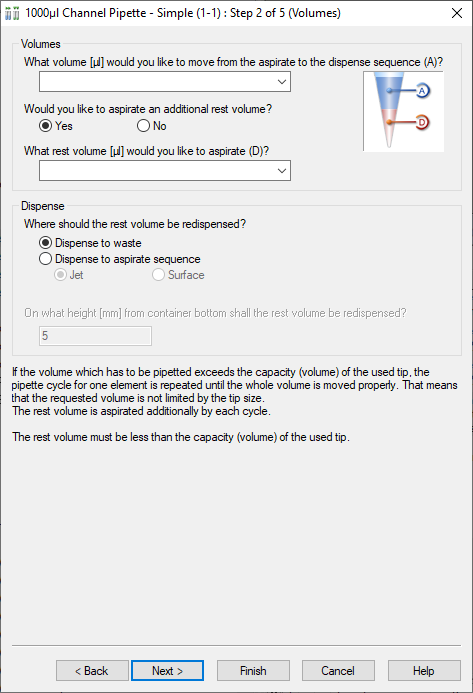 1000µl Channel Pipette - Simple (1-1) : Step 2 of 5 (Volumes)
Volumes
What volume [µl] would you like to move from the aspirate to the dispense sequence (A)?
A
D
Would you like to aspirate an additional rest volume?
Yes
No
What rest volume [µl] would you like to aspirate (D)?
Dispense
Where should the rest volume be redispensed?
Dispense to waste
Dispense to aspirate sequence
Jet
Surface
On what height [mm] from container bottom shall the rest volume be redispensed?
5
If the volume which has to be pipetted exceeds the capacity (volume) of the used tip, the
pipette cycle for one element is repeated until the whole volume is moved properly. That means
that the requested volume is not limited by the tip size.
The rest volume is aspirated additionally by each cycle.
The rest volume must be less than the capacity (volume) of the used tip.
< Back
Next >
Finish
Cancel
Help